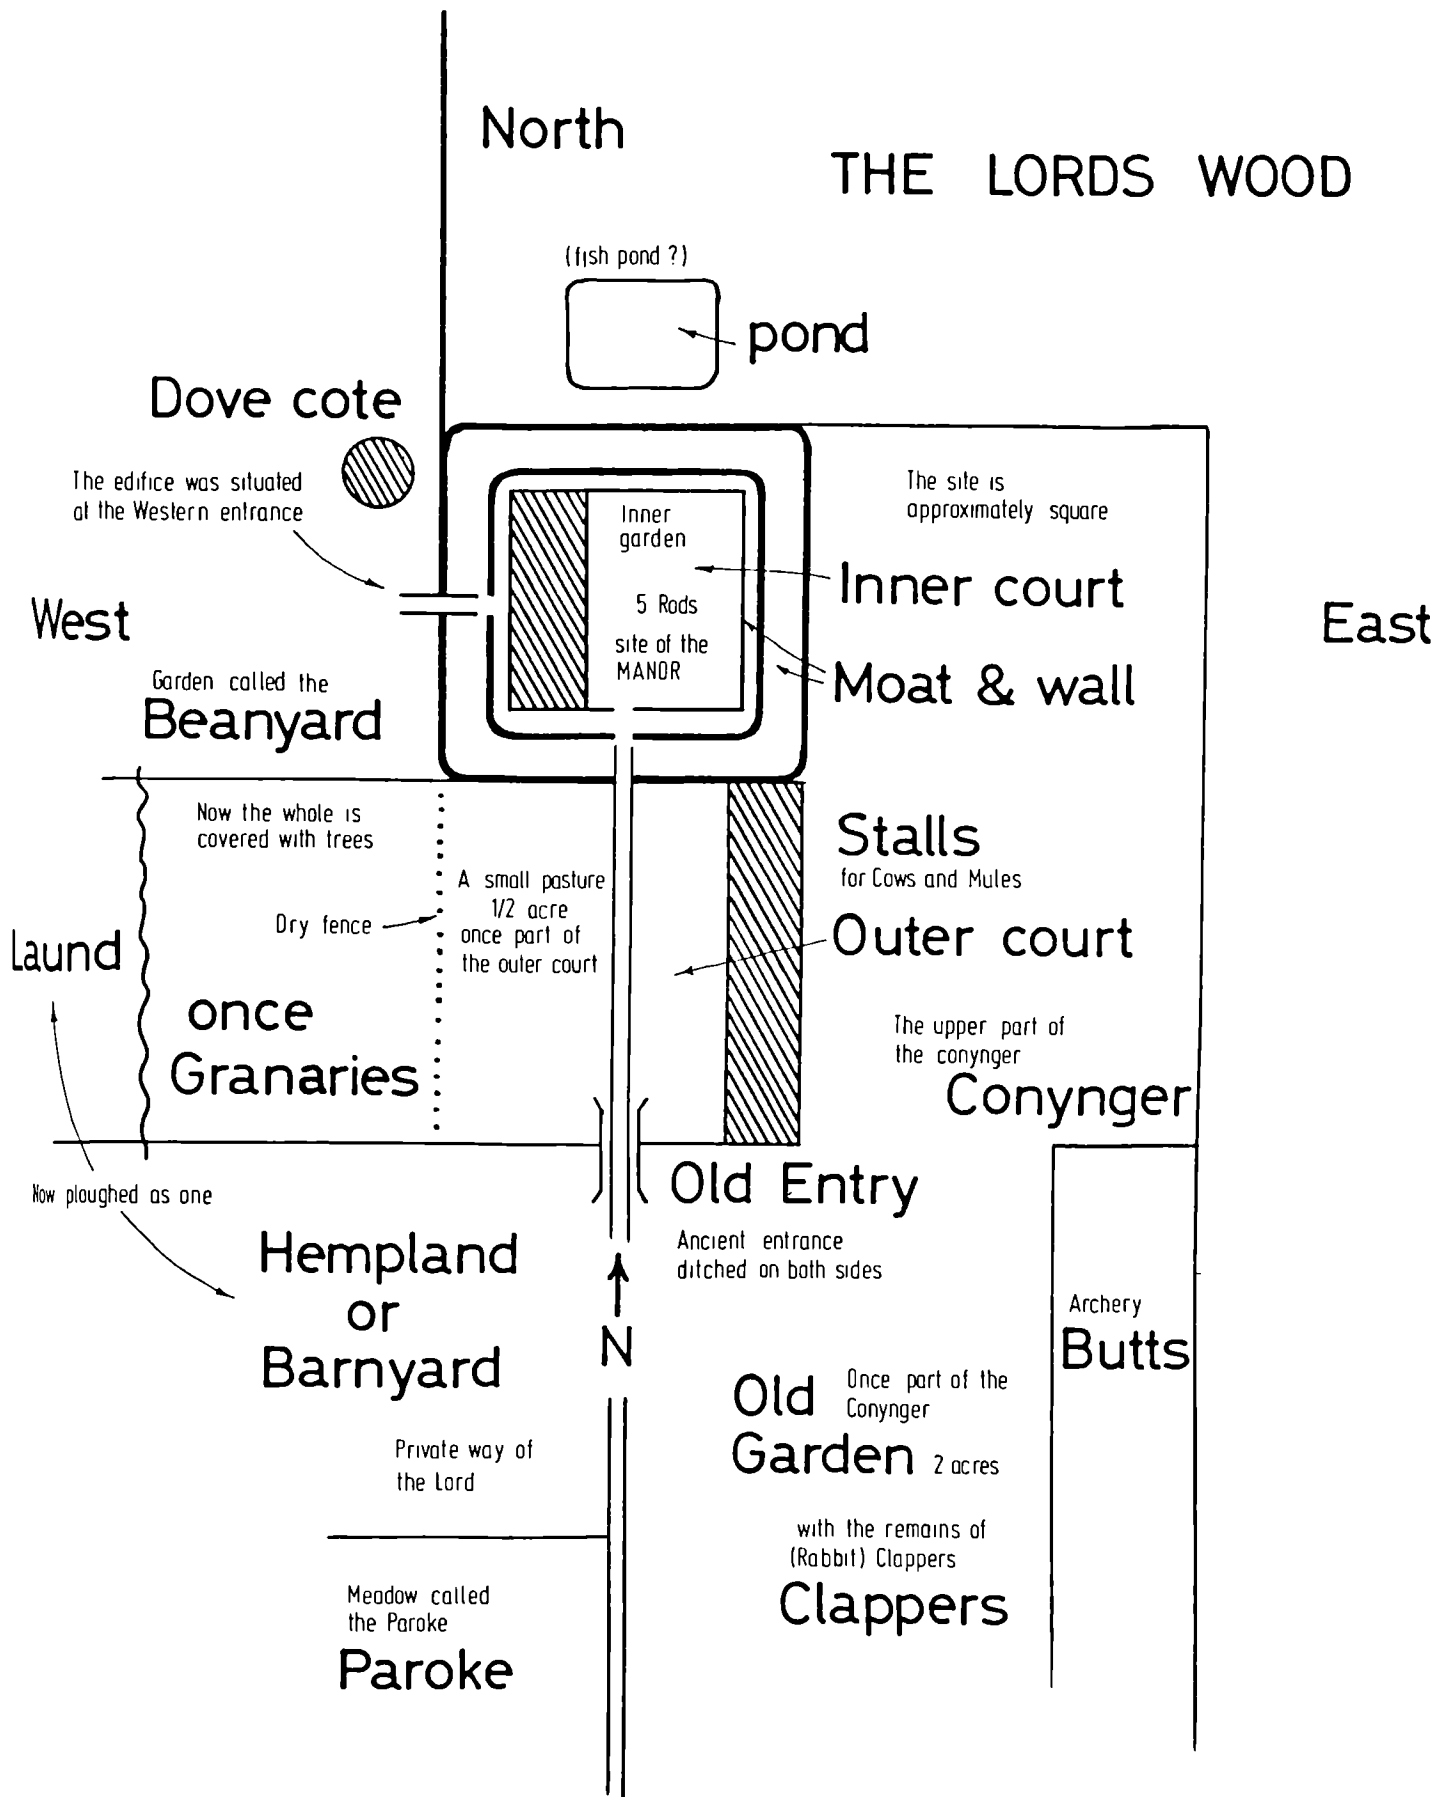 North
THE LORDS WOOD
(fish pond ?)
pond
Dove cote
The edifice was situated
at the Western entrance
The site is
approximately square
Inner
garden
Inner court
5 Rods
site of the
MANOR
West
East
Moat & wall
Garden called the
Beanyard
Now the whole is
covered with trees
Stalls
for Cows and Mules
A small pasture
1/2 acre
once part of
the outer court
Dry fence
Outer court
Laund
once
Granaries
The upper part of
the conynger
Conynger
Now ploughed as one
Old Entry
Ancient entrance
ditched on both sides
Hempland
or
Barnyard
N
Archery
Butts
Old
Garden
Once part of the
Conynger
2 acres
Private way of
the Lord
with the remains of
(Rabbit) Clappers
Clappers
Meadow called
the Paroke
Paroke